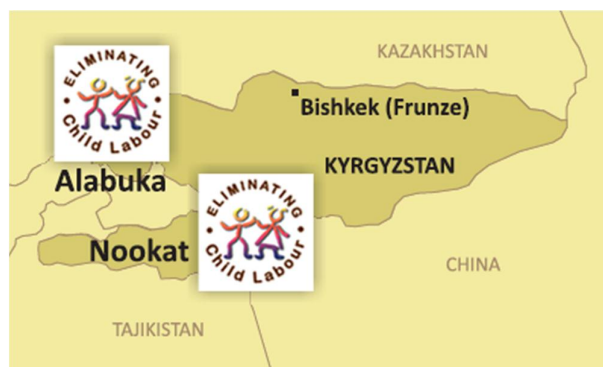 KAZAKHSTAN
ELIMINATING
Child Labour
Bishkek (Frunze)
KYRGYZSTAN
Alabuka
ELIMINATING
Child Labour
Nookat
CHINA
TAJIKISTAN